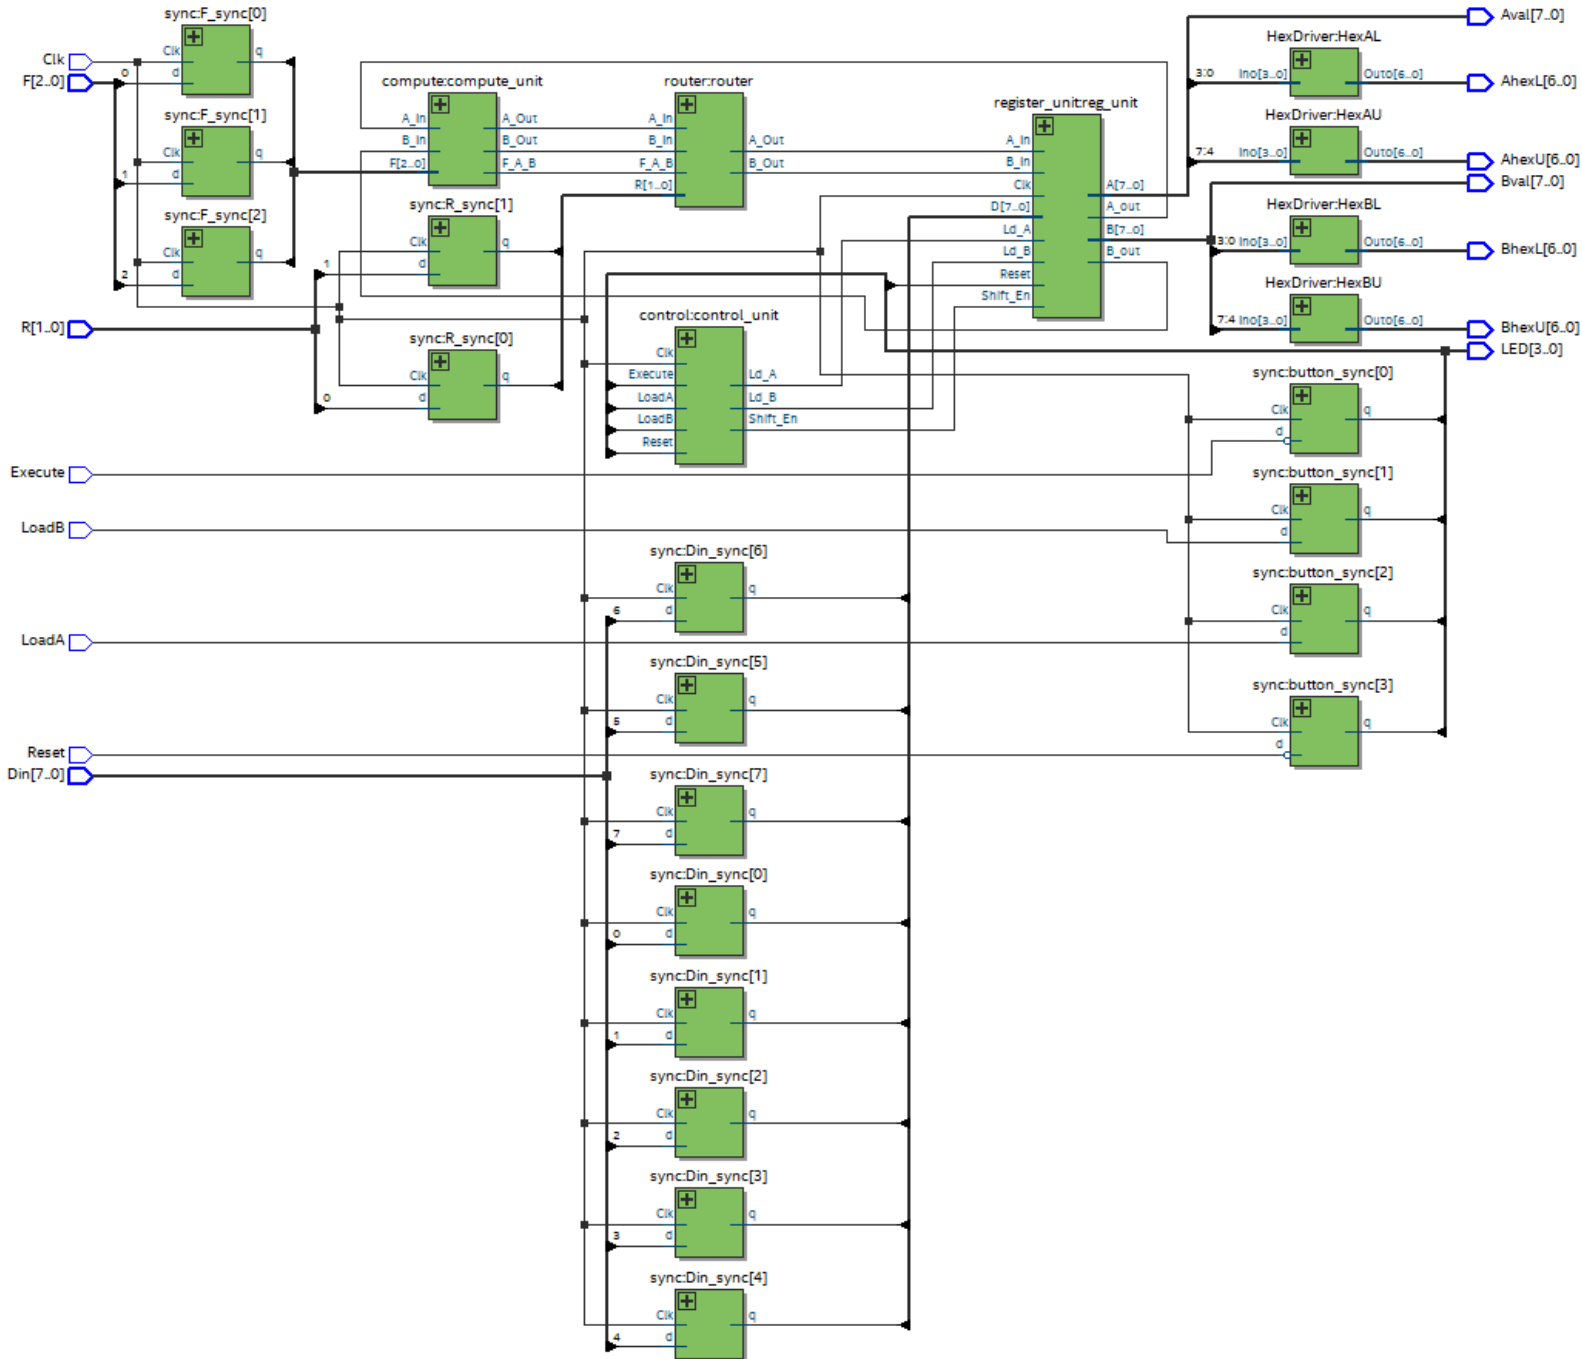 sync:F_sync[0]
Clk
F[2..0]
0
Clk
d
q
sync:F_sync[1]
1
Clk
d
q
sync:F_sync[2]
2
Clk
d
q
R[1..0]
compute:compute_unit
A_In
B_In
F[2..0]
A_Out
B_Out
F_A_B
sync:R_sync[1]
1
Clk
d
q
sync:R_sync[0]
0
Clk
d
q
router:router
A_In
B_In
F_A_B
R[1..0]
A_Out
B_Out
control:control_unit
Clk
Execute
LoadA
LoadB
Reset
Ld_A
Ld_B
Shift_En
register_unit:reg_unit
A_In
B_In
Clk
D[7..0]
Ld_A
Ld_B
Reset
Shift_En
A[7..0]
A_out
B[7..0]
B_out
Aval[7..0]
HexDriver:HexAL
3:0
In0[3..0]
Out0[6..0]
AhexL[6..0]
HexDriver:HexAU
7:4
In0[3..0]
Out0[6..0]
AhexU[6..0]
Bval[7..0]
HexDriver:HexBL
3:0
In0[3..0]
Out0[6..0]
BhexL[6..0]
HexDriver:HexBU
7:4
In0[3..0]
Out0[6..0]
BhexU[6..0]
LED[3..0]
sync:button_sync[0]
Clk
d
q
Execute
sync:button_sync[1]
Clk
d
q
LoadB
sync:button_sync[2]
Clk
d
q
LoadA
sync:button_sync[3]
Clk
d
q
Reset
Din[7..0]
sync:Din_sync[6]
Clk
6
d
q
sync:Din_sync[5]
Clk
5
d
q
sync:Din_sync[7]
Clk
7
d
q
sync:Din_sync[0]
Clk
0
d
q
sync:Din_sync[1]
Clk
1
d
q
sync:Din_sync[2]
Clk
2
d
q
sync:Din_sync[3]
Clk
3
d
q
sync:Din_sync[4]
Clk
4
d
q